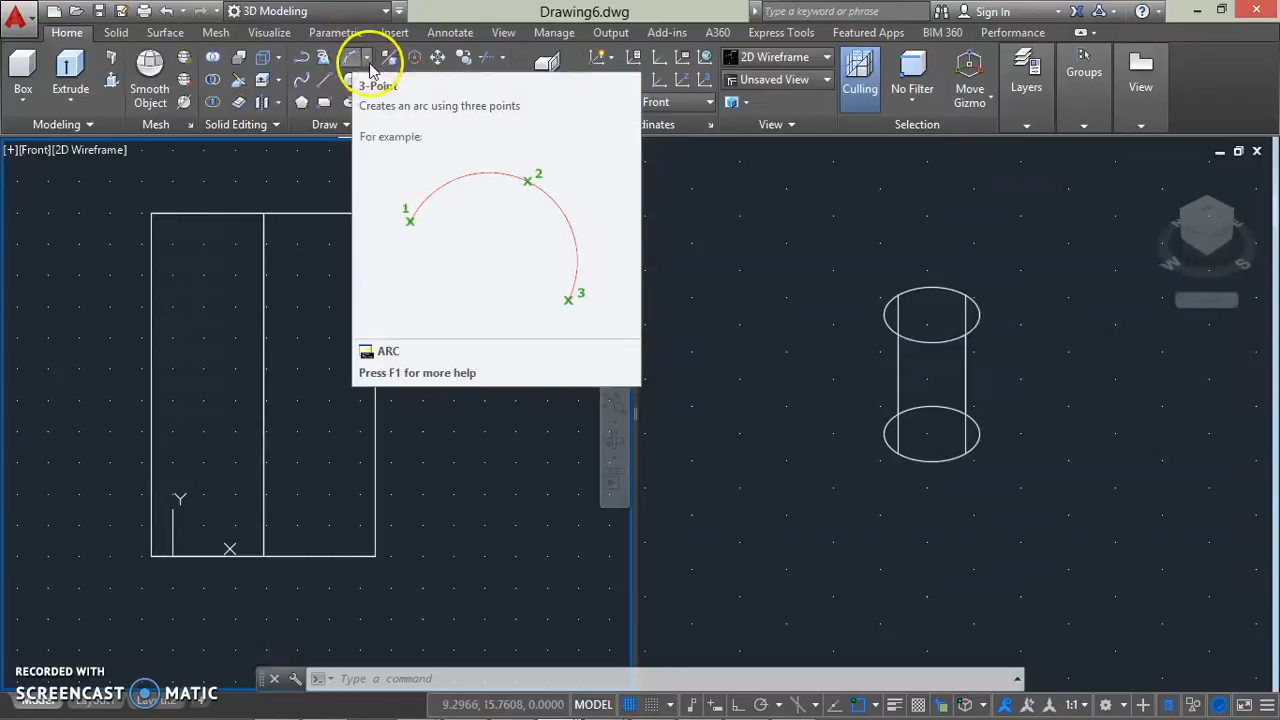 3D Modeling
Drawing6.dwg
Type a keyword or phrase
Sign In
Home
Solid
Surface
Mesh
Visualize
Parametric
Insert
Annotate
View
Manage
Output
Add-ins
A360
Express Tools
Featured Apps
BIM 360
Performance
Box
Extrude
Smooth
Object
2D Wireframe
Unsaved View
Front
Culling
No Filter
Move
Gizmo
Groups
Layers
View
Modeling
Mesh
Solid Editing
Draw
View
Selection
3-Point
Creates an arc using three points
For example:
1
2
3
ARC
Press F1 for more help
[+][Front][2D Wireframe]
W
S
Y
X
Type a command
RECORDED WITH
SCREENCAST MATIC
Model
9.2966, 15.7608, 0.0000
MODEL